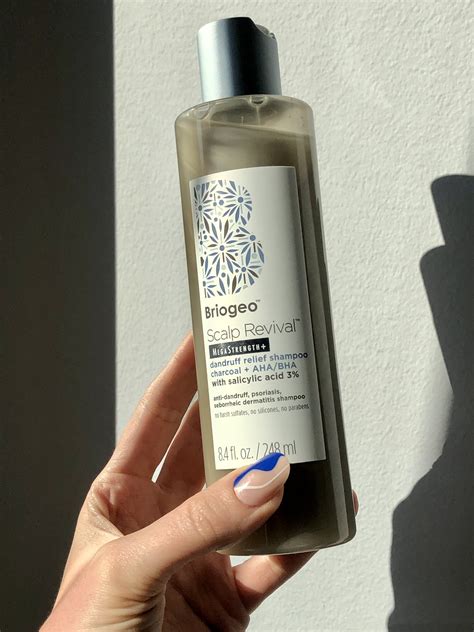 Briogeo™
Scalp Revival™
MegaStrength+
dandruff relief shampoo
charcoal + AHA/BHA
with salicylic acid 3%
anti-dandruff, psoriasis,
seborrheic dermatitis shampoo
no harsh sulfates, no silicones, no parabens
8.4 fl. oz. / 248 ml